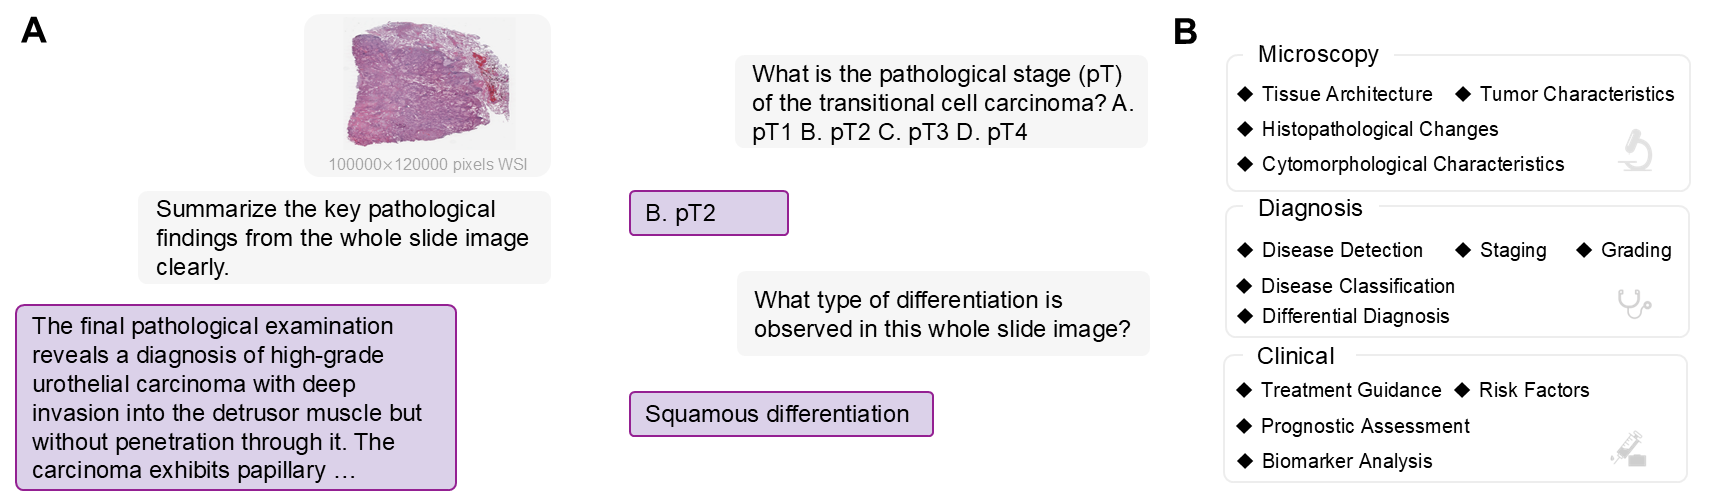 A
100000×120000 pixels WSI
Summarize the key pathological
findings from the whole slide image
clearly.
The final pathological examination
reveals a diagnosis of high-grade
urothelial carcinoma with deep
invasion into the detrusor muscle but
without penetration through it. The
carcinoma exhibits papillary …
What is the pathological stage (pT)
of the transitional cell carcinoma? A.
pT1 B. pT2 C. pT3 D. pT4
B. pT2
What type of differentiation is
observed in this whole slide image?
Squamous differentiation
B
Microscopy
◆ Tissue Architecture ◆ Tumor Characteristics
◆ Histopathological Changes
◆ Cytomorphological Characteristics
Diagnosis
◆ Disease Detection ◆ Staging ◆ Grading
◆ Disease Classification
◆ Differential Diagnosis
Clinical
◆ Treatment Guidance ◆ Risk Factors
◆ Prognostic Assessment
◆ Biomarker Analysis